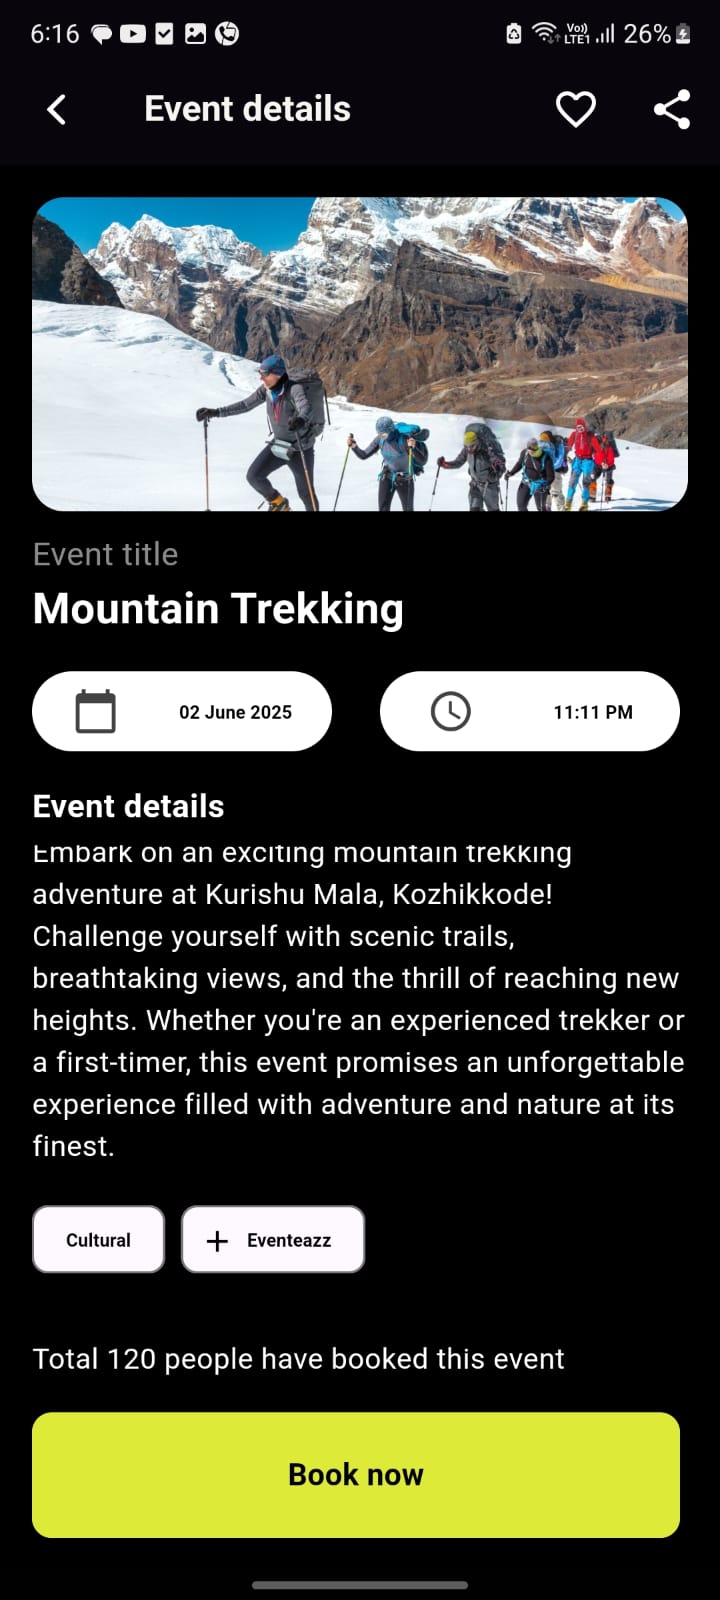 6:16
Vo))
LTE1
26%
Event details
Event title
Mountain Trekking
02 June 2025
11:11 PM
Event details
Embark on an exciting mountain trekking
adventure at Kurishu Mala, Kozhikkode!
Challenge yourself with scenic trails,
breathtaking views, and the thrill of reaching new
heights. Whether you're an experienced trekker or
a first-timer, this event promises an unforgettable
experience filled with adventure and nature at its
finest.
Cultural
+ Eventeazz
Total 120 people have booked this event
Book now